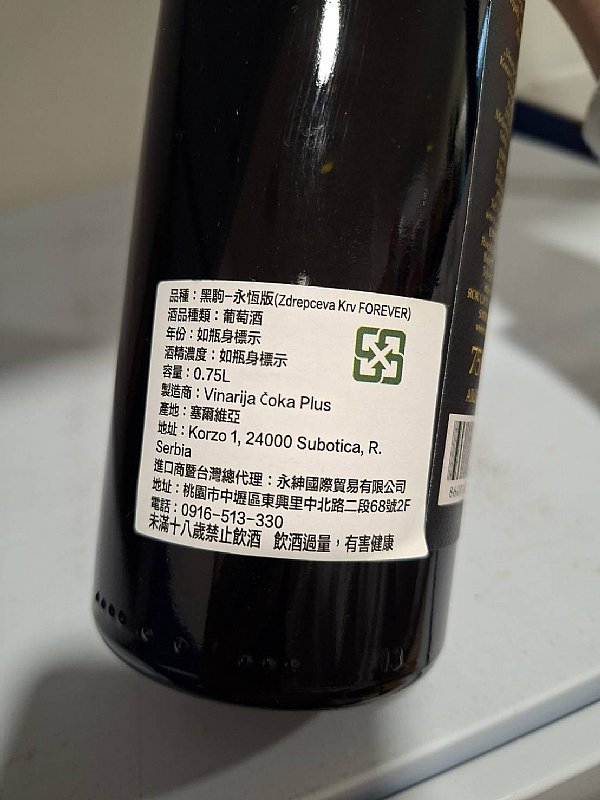 品種：黑駒–永恆版(Zdrepceva Krv FOREVER)
酒品種類：葡萄酒
年份：如瓶身標示
酒精濃度：如瓶身標示
容量：0.75L
製造商：Vinarija Čoka Plus
產地：塞爾維亞
地址：Korzo 1, 24000 Subotica, R.
Serbia
進口商暨台灣總代理：永紳國際貿易有限公司
地址：桃園市中壢區東興里中北路二段68號2F
電話：0916-513-330
未滿十八歲禁止飲酒 飲酒過量，有害健康